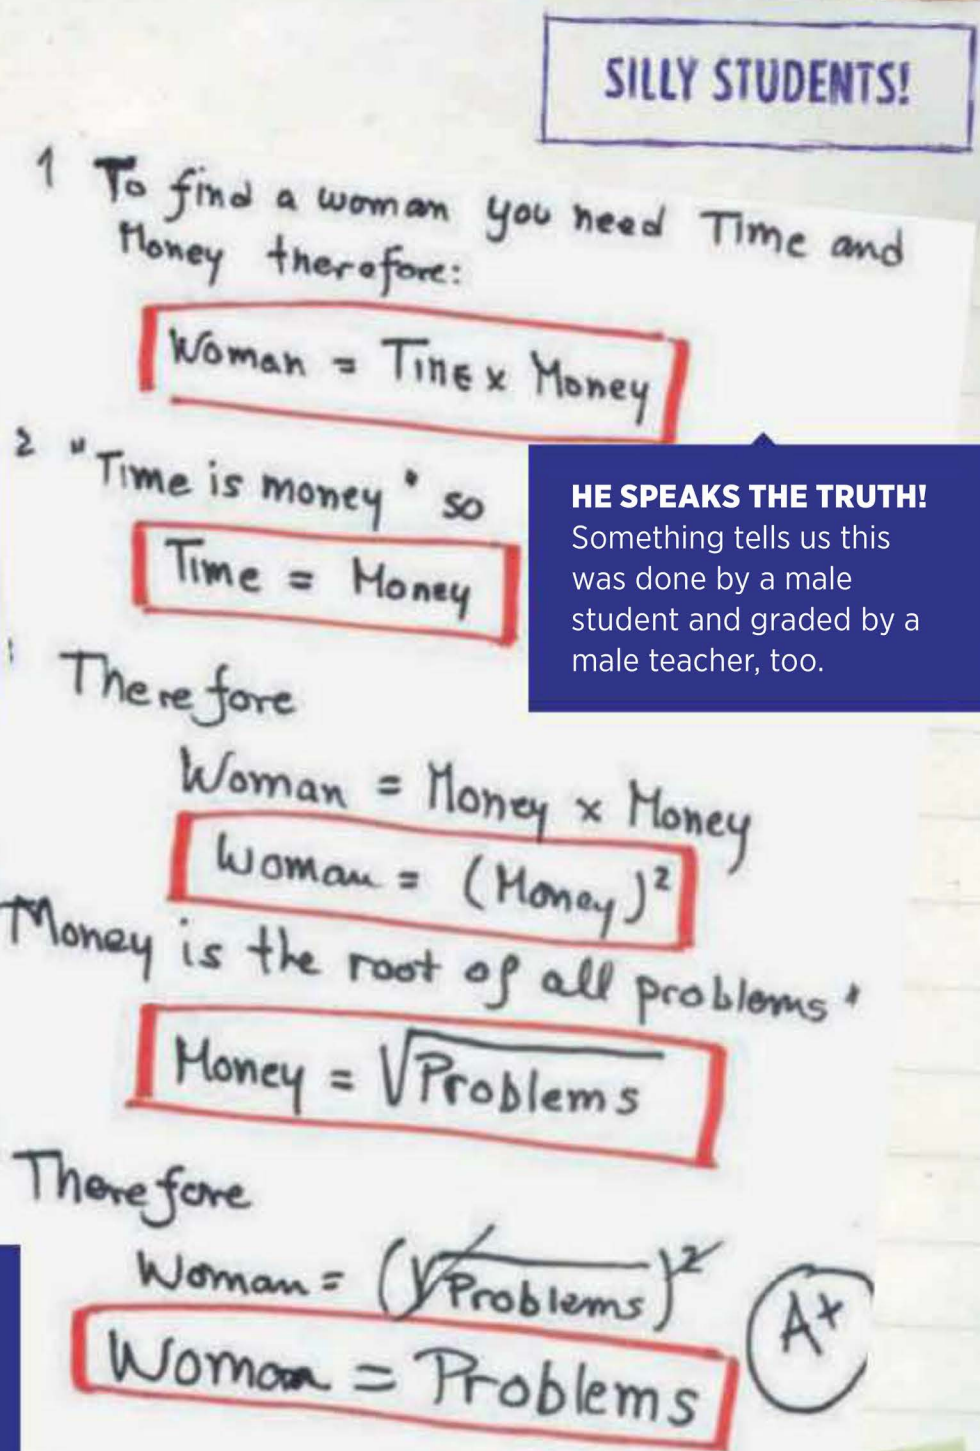 SILLY STUDENTS!
1 To find a woman you need Time and
Money therefore:
Woman = Time x Money
2 "Time is money" so
Time = Money
HE SPEAKS THE TRUTH!
Something tells us this
was done by a male
student and graded by a
male teacher, too.
Therefore
Woman = Money x Money
Woman = (Money)²
Money is the root of all problems"
Money = √Problems
Therefore
Woman = (√Problems)²
A+
Woman = Problems